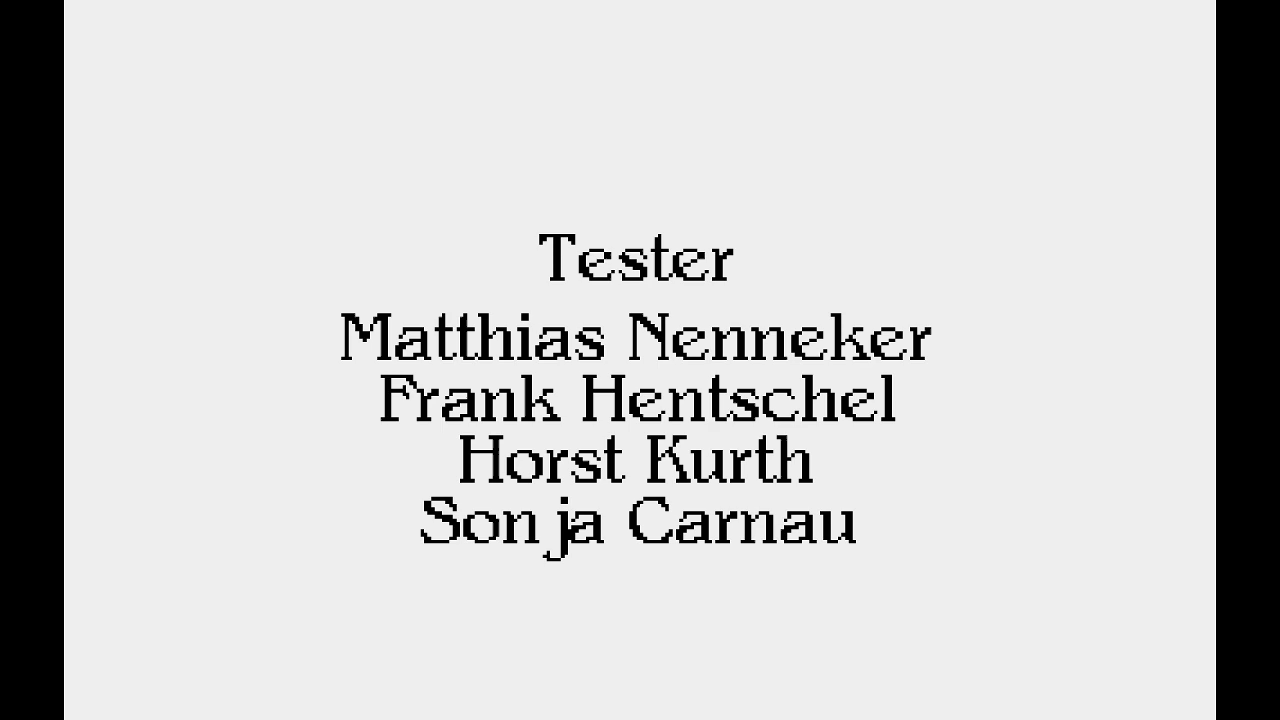 Tester
Matthias Nenneker
Frank Hentschel
Horst Kurth
Sonja Carnau